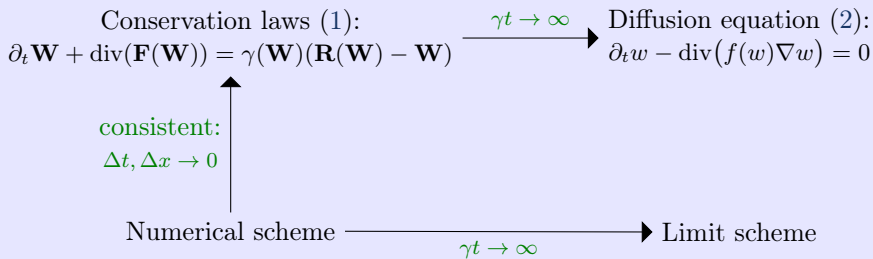 Conservation laws (1):
∂ₜ𝐖 + div(𝐅(𝐖)) = γ(𝐖)(𝐑(𝐖) − 𝐖)
γt → ∞
Diffusion equation (2):
∂ₜw − div(f(w)∇w) = 0
consistent:
Δt, Δx → 0
Numerical scheme
γt → ∞
Limit scheme